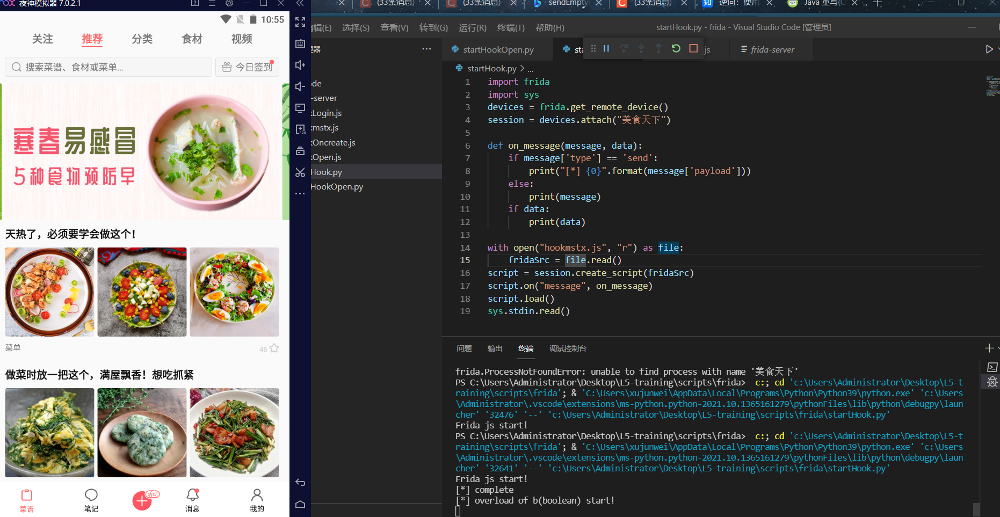 夜神模拟器 7.0.2.1
10:55
关注 推荐 分类 食材 视频
搜索菜谱、食材或菜单...
今日签到
寒春易感冒
5种食物预防早
天热了，必须要学会做这个！
菜单
46
做菜时放一把这个，满屋飘香！想吃抓紧
活动
菜谱 笔记 消息 我的
(33条消息)
(33条消息)
sendEmpty
(33条消息)
知 逆向：使用
Java 重写(
编辑(E) 选择(S) 查看(V) 转到(G) 运行(R) 终端(T) 帮助(H)
startHook.py - frida - Visual Studio Code [管理员]
理器
ode
-server
kLogin.js
kmstx.js
kOncreate.js
kOpen.js
Hook.py
HookOpen.py
startHookOpen.py
sta
.js
frida-server
startHook.py > ...
1 import frida
2 import sys
3 devices = frida.get_remote_device()
4 session = devices.attach("美食天下")
5
6 def on_message(message, data):
7 if message['type'] == 'send':
8 print("[*] {0}".format(message['payload']))
9 else:
10 print(message)
11 if data:
12 print(data)
13
14 with open("hookmstx.js", "r") as file:
15 fridaSrc = file.read()
16 script = session.create_script(fridaSrc)
17 script.on("message", on_message)
18 script.load()
19 sys.stdin.read()
问题 输出 终端 调试控制台
frida.ProcessNotFoundError: unable to find process with name '美食天下'
PS C:\Users\Administrator\Desktop\L5-training\scripts\frida> c:; cd 'c:\Users\Administrator\Desktop\L5-t
raining\scripts\frida'; & 'C:\Users\xujunwei\AppData\Local\Programs\Python\Python39\python.exe' 'c:\Users
\Administrator\.vscode\extensions\ms-python.python-2021.10.1365161279\pythonFiles\lib\python\debugpy\laun
cher' '32476' '--' 'c:\Users\Administrator\Desktop\L5-training\scripts\frida\startHook.py'
Frida js start!
PS C:\Users\Administrator\Desktop\L5-training\scripts\frida> c:; cd 'c:\Users\Administrator\Desktop\L5-t
raining\scripts\frida'; & 'C:\Users\xujunwei\AppData\Local\Programs\Python\Python39\python.exe' 'c:\Users
\Administrator\.vscode\extensions\ms-python.python-2021.10.1365161279\pythonFiles\lib\python\debugpy\laun
cher' '32641' '--' 'c:\Users\Administrator\Desktop\L5-training\scripts\frida\startHook.py'
Frida js start!
[*] complete
[*] overload of b(boolean) start!